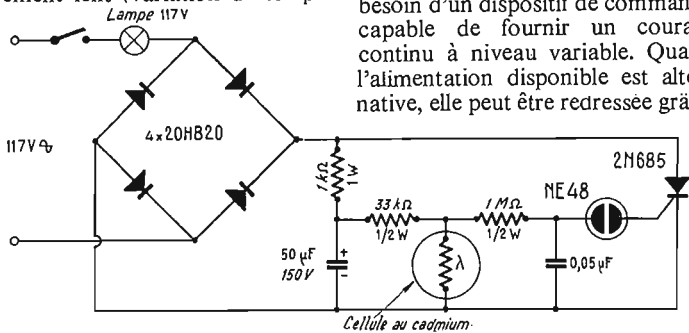 besoin d'un dispositif de comman
capable de fournir un coura
continu à niveau variable. Qua
l'alimentation disponible est alte
native, elle peut être redressée grâ
Lampe 117V
117V
4x20HB20
1kΩ
1W
33kΩ
1/2W
1MΩ
1/2W
NE48
2N685
50µF
150V
+
-
λ
0,05µF
Cellule au cadmium